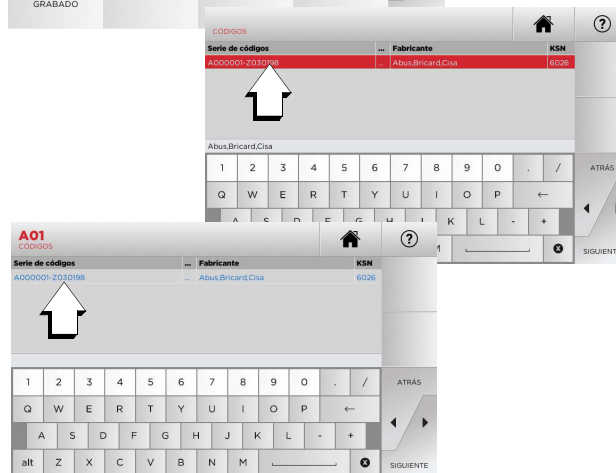 GRABADO
CÓDIGOS
Serie de códigos ... Fabricante KSN
A000001-Z030198 ... Abus,Bricard,Cisa 6026
Abus,Bricard,Cisa
1 2 3 4 5 6 7 8 9 0 . /
Q W E R T Y U I O P ←
K L - +
ATRÁS
SIGUIENT
A01
CÓDIGOS
Serie de códigos ... Fabricante KSN
A000001-Z030198 ... Abus,Bricard,Cisa 6026
1 2 3 4 5 6 7 8 9 0 . /
Q W E R T Y U I O P ←
A S D F G H J K L - +
alt Z X C V B N M
ATRÁS
SIGUIENTE